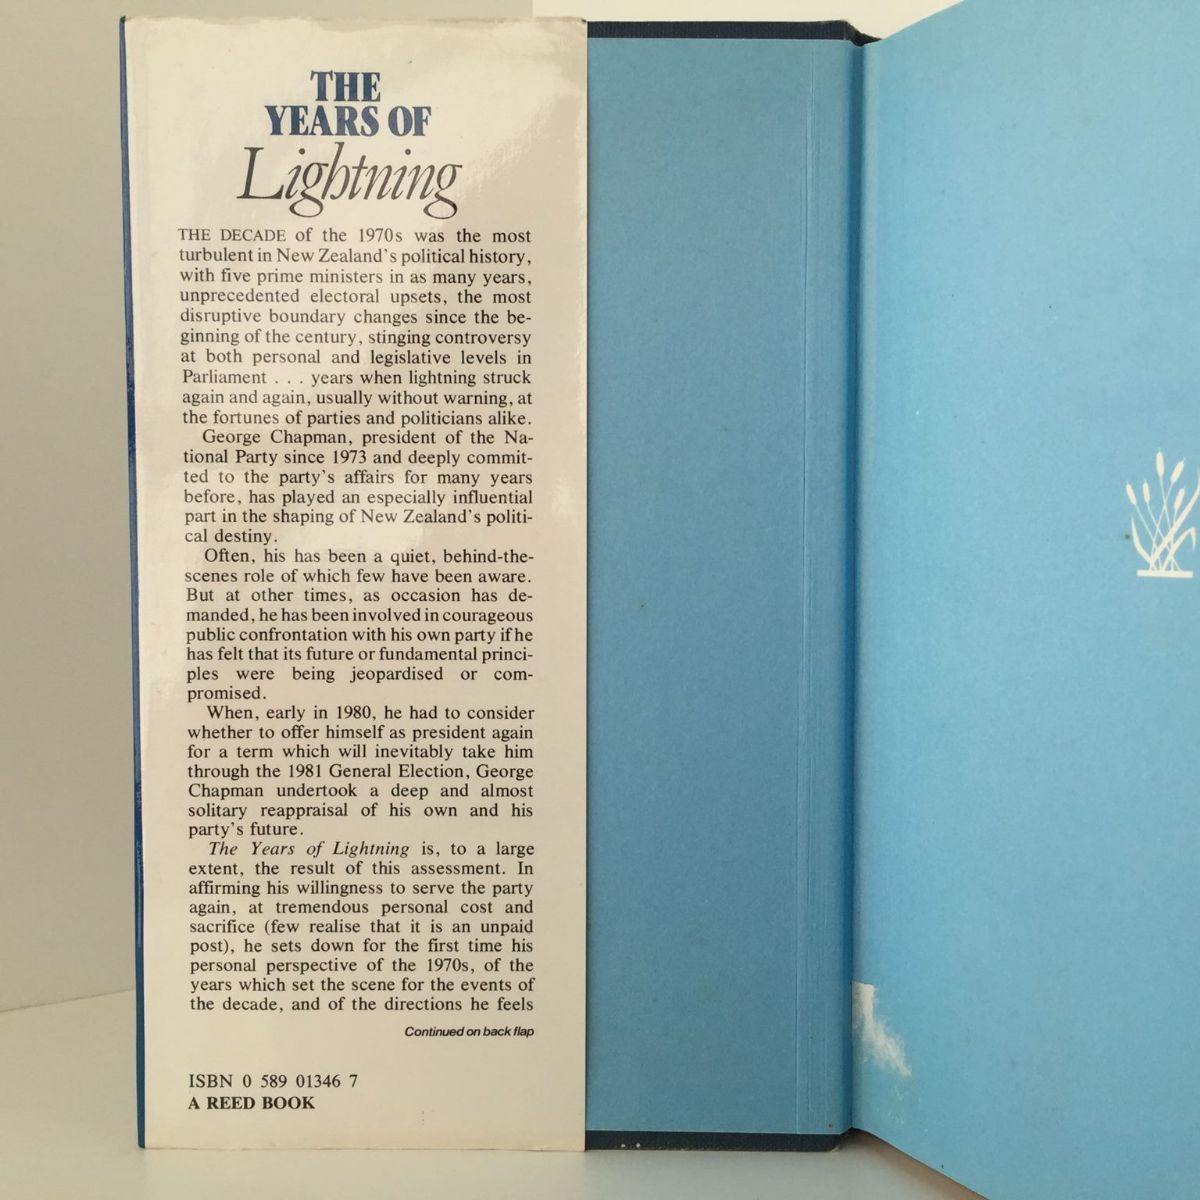 THE
YEARS OF
Lightning
THE DECADE of the 1970s was the most
turbulent in New Zealand's political history,
with five prime ministers in as many years,
unprecedented electoral upsets, the most
disruptive boundary changes since the be-
ginning of the century, stinging controversy
at both personal and legislative levels in
Parliament . . . years when lightning struck
again and again, usually without warning, at
the fortunes of parties and politicians alike.
George Chapman, president of the Na-
tional Party since 1973 and deeply commit-
ted to the party's affairs for many years
before, has played an especially influential
part in the shaping of New Zealand's politi-
cal destiny.
Often, his has been a quiet, behind-the-
scenes role of which few have been aware.
But at other times, as occasion has de-
manded, he has been involved in courageous
public confrontation with his own party if he
has felt that its future or fundamental princi-
ples were being jeopardised or com-
promised.
When, early in 1980, he had to consider
whether to offer himself as president again
for a term which will inevitably take him
through the 1981 General Election, George
Chapman undertook a deep and almost
solitary reappraisal of his own and his
party's future.
The Years of Lightning is, to a large
extent, the result of this assessment. In
affirming his willingness to serve the party
again, at tremendous personal cost and
sacrifice (few realise that it is an unpaid
post), he sets down for the first time his
personal perspective of the 1970s, of the
years which set the scene for the events of
the decade, and of the directions he feels
Continued on back flap
ISBN 0 589 01346 7
A REED BOOK